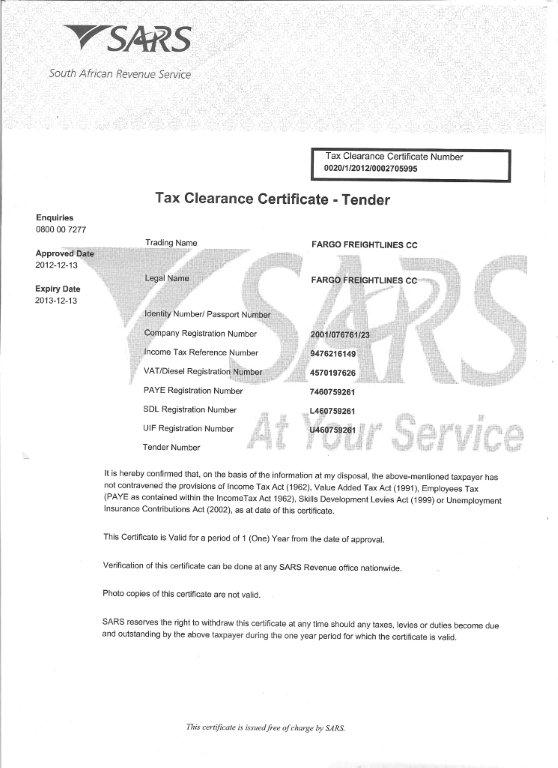 SARS
South African Revenue Service
Tax Clearance Certificate Number
0020/1/2012/0002705995
Tax Clearance Certificate - Tender
Enquiries
0800 00 7277
Approved Date
2012-12-13
Expiry Date
2013-12-13
Trading Name FARGO FREIGHTLINES CC
Legal Name FARGO FREIGHTLINES CC
Identity Number/ Passport Number
Company Registration Number 2001/076761/23
Income Tax Reference Number 9476216149
VAT/Diesel Registration Number 4570197626
PAYE Registration Number 7460759261
SDL Registration Number L460759261
UIF Registration Number U460759261
Tender Number
SARS
At Your Service
It is hereby confirmed that, on the basis of the information at my disposal, the above-mentioned taxpayer has
not contravened the provisions of Income Tax Act (1962), Value Added Tax Act (1991), Employees Tax
(PAYE as contained within the IncomeTax Act 1962), Skills Development Levies Act (1999) or Unemployment
Insurance Contributions Act (2002), as at date of this certificate.
This Certificate is Valid for a period of 1 (One) Year from the date of approval.
Verification of this certificate can be done at any SARS Revenue office nationwide.
Photo copies of this certificate are not valid.
SARS reserves the right to withdraw this certificate at any time should any taxes, levies or duties become due
and outstanding by the above taxpayer during the one year period for which the certificate is valid.
This certificate is issued free of charge by SARS.